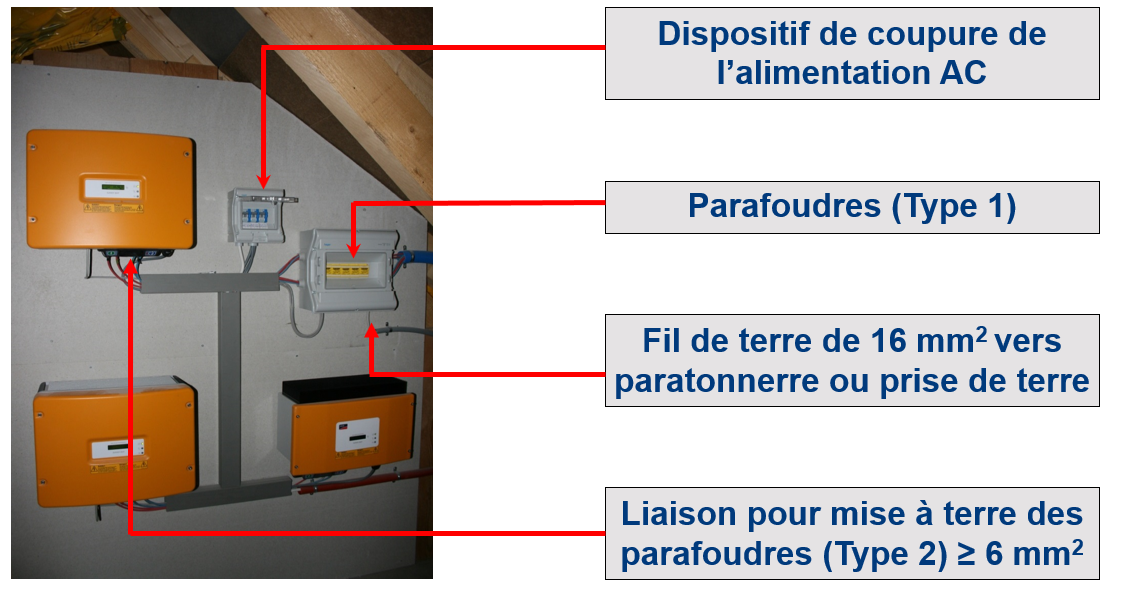 Dispositif de coupure de
l’alimentation AC
Parafoudres (Type 1)
Fil de terre de 16 mm² vers
paratonnerre ou prise de terre
Liaison pour mise à terre des
parafoudres (Type 2) ≥ 6 mm²